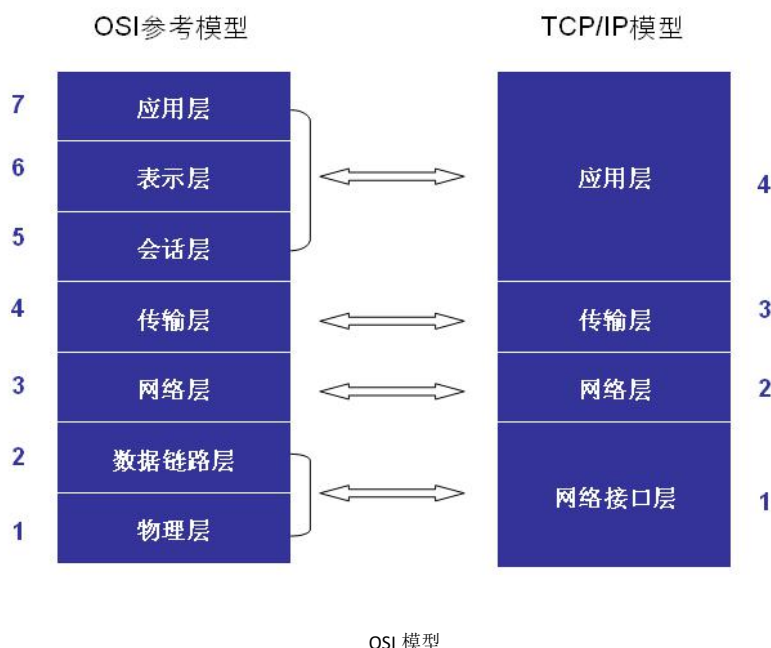 OSI参考模型
TCP/IP模型
7
应用层
6
表示层
5
会话层
4
传输层
3
网络层
2
数据链路层
1
物理层
应用层
4
传输层
3
网络层
2
网络接口层
1
OSI 模型